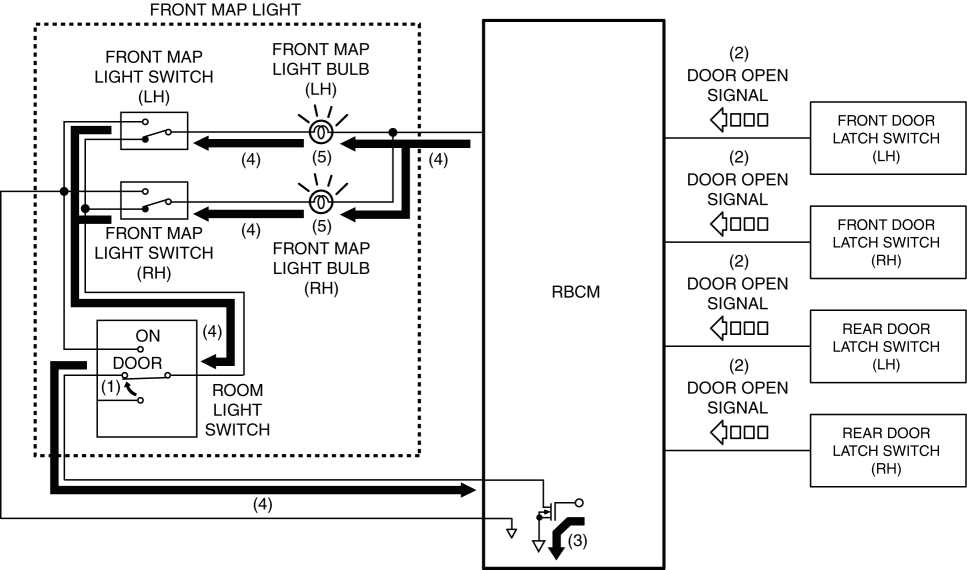 FRONT MAP LIGHT
FRONT MAP
LIGHT SWITCH
(LH)
FRONT MAP
LIGHT BULB
(LH)
(4)
(5)
(4)
(4)
(5)
FRONT MAP
LIGHT SWITCH
(RH)
FRONT MAP
LIGHT BULB
(RH)
(4)
ON
DOOR
(1)
ROOM
LIGHT
SWITCH
(4)
RBCM
(3)
(2)
DOOR OPEN
SIGNAL
FRONT DOOR
LATCH SWITCH
(LH)
(2)
DOOR OPEN
SIGNAL
FRONT DOOR
LATCH SWITCH
(RH)
(2)
DOOR OPEN
SIGNAL
REAR DOOR
LATCH SWITCH
(LH)
(2)
DOOR OPEN
SIGNAL
REAR DOOR
LATCH SWITCH
(RH)